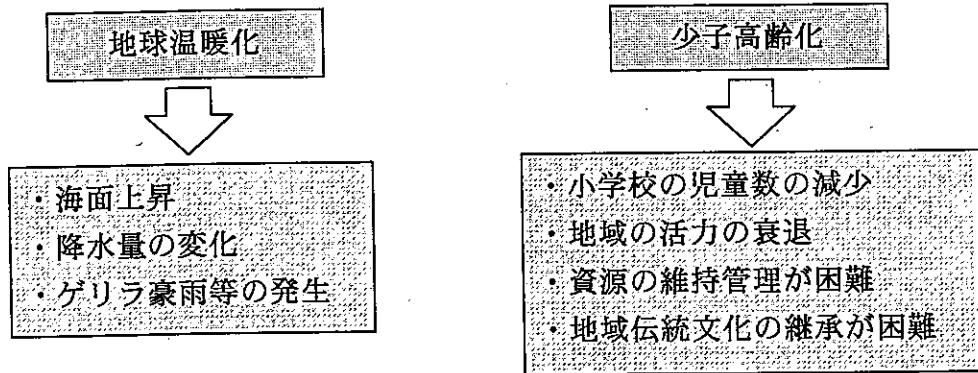 地球温暖化
・海面上昇
・降水量の変化
・ゲリラ豪雨等の発生
少子高齢化
・小学校の児童数の減少
・地域の活力の衰退
・資源の維持管理が困難
・地域伝統文化の継承が困難